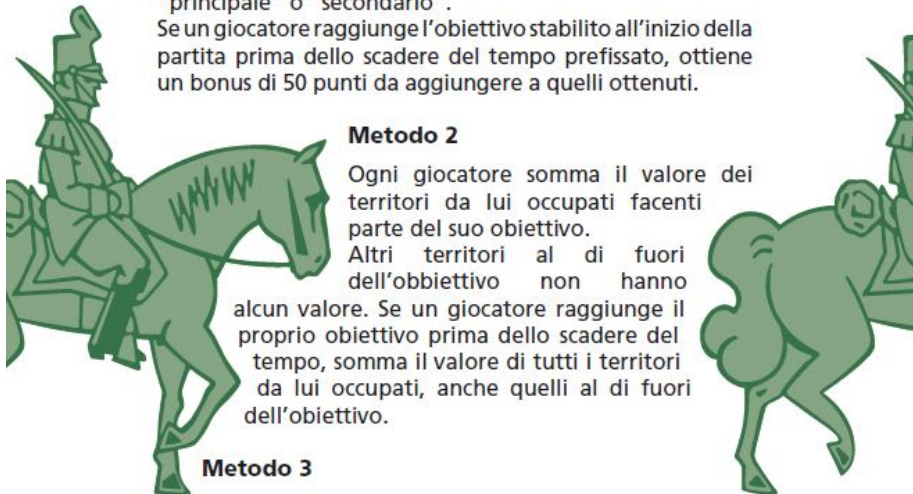 principale o secondario".
Se un giocatore raggiunge l'obiettivo stabilito all'inizio della
partita prima dello scadere del tempo prefissato, ottiene
un bonus di 50 punti da aggiungere a quelli ottenuti.
Metodo 2
Ogni giocatore somma il valore dei
territori da lui occupati facenti
parte del suo obiettivo.
Altri territori al di fuori
dell'obbiettivo non hanno
alcun valore. Se un giocatore raggiunge il
proprio obiettivo prima dello scadere del
tempo, somma il valore di tutti i territori
da lui occupati, anche quelli al di fuori
dell'obiettivo.
Metodo 3